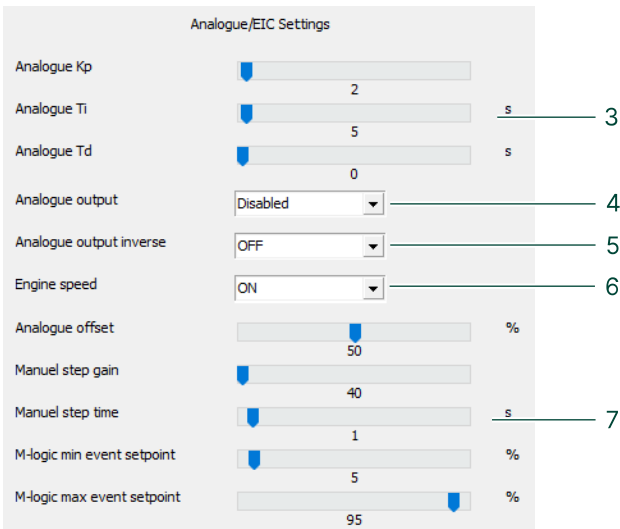 Analogue/EIC Settings
Analogue Kp
2
Analogue Ti s 3
5
Analogue Td s
0
Analogue output Disabled 4
Analogue output inverse OFF 5
Engine speed ON 6
Analogue offset %
50
Manuel step gain
40
Manuel step time s 7
1
M-logic min event setpoint %
5
M-logic max event setpoint %
95